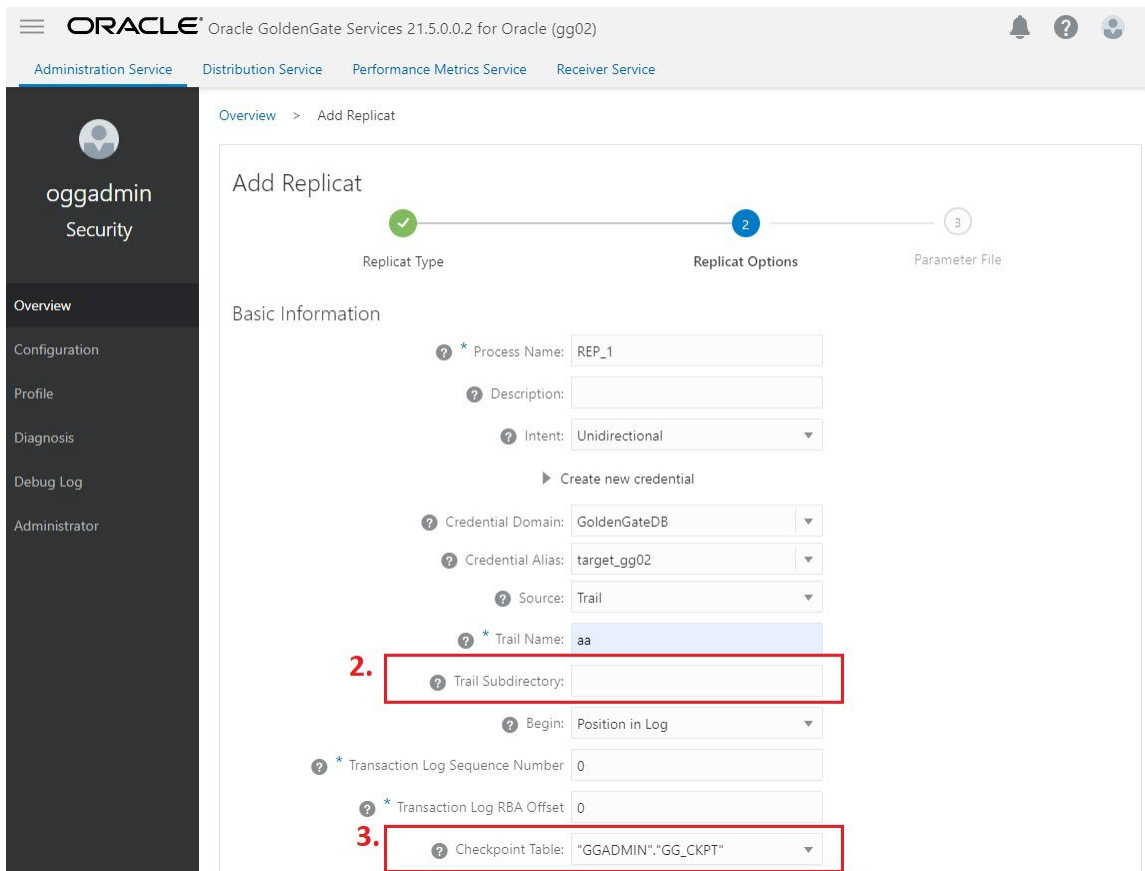 ORACLE® Oracle GoldenGate Services 21.5.0.0.2 for Oracle (gg02)
Administration Service Distribution Service Performance Metrics Service Receiver Service
oggadmin
Security
Overview
Configuration
Profile
Diagnosis
Debug Log
Administrator
Overview > Add Replicat
Add Replicat
2 3
Replicat Type Replicat Options Parameter File
Basic Information
? * Process Name: REP_1
? Description:
? Intent: Unidirectional
Create new credential
? Credential Domain: GoldenGateDB
? Credential Alias: target_gg02
? Source: Trail
? * Trail Name: aa
2. ? Trail Subdirectory:
? Begin: Position in Log
? * Transaction Log Sequence Number 0
? * Transaction Log RBA Offset 0
3. ? Checkpoint Table: "GGADMIN"."GG_CKPT"